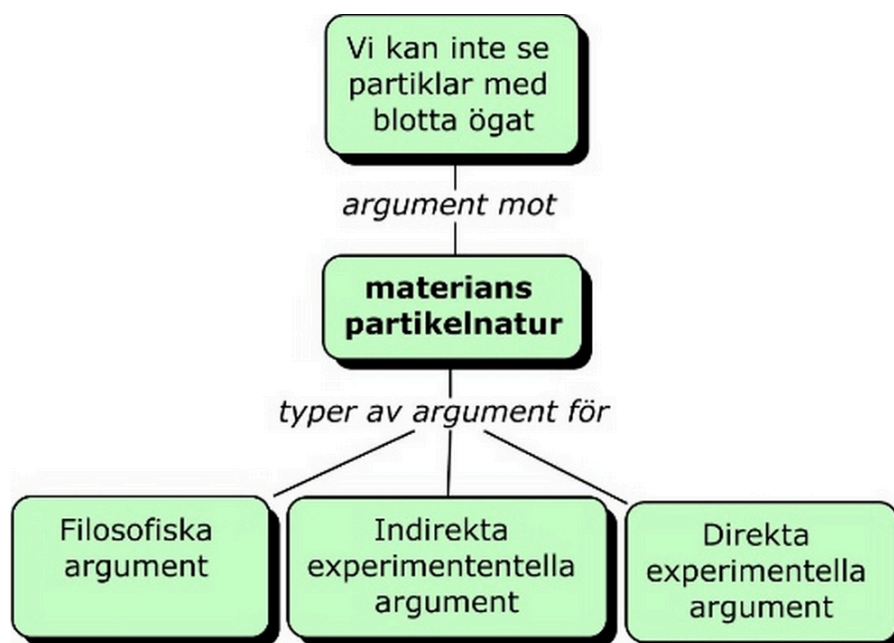 Vi kan inte se
partiklar med
blotta ögat
argument mot
materians
partikelnatur
typer av argument för
Filosofiska
argument
Indirekta
experimententella
argument
Direkta
experimentella
argument